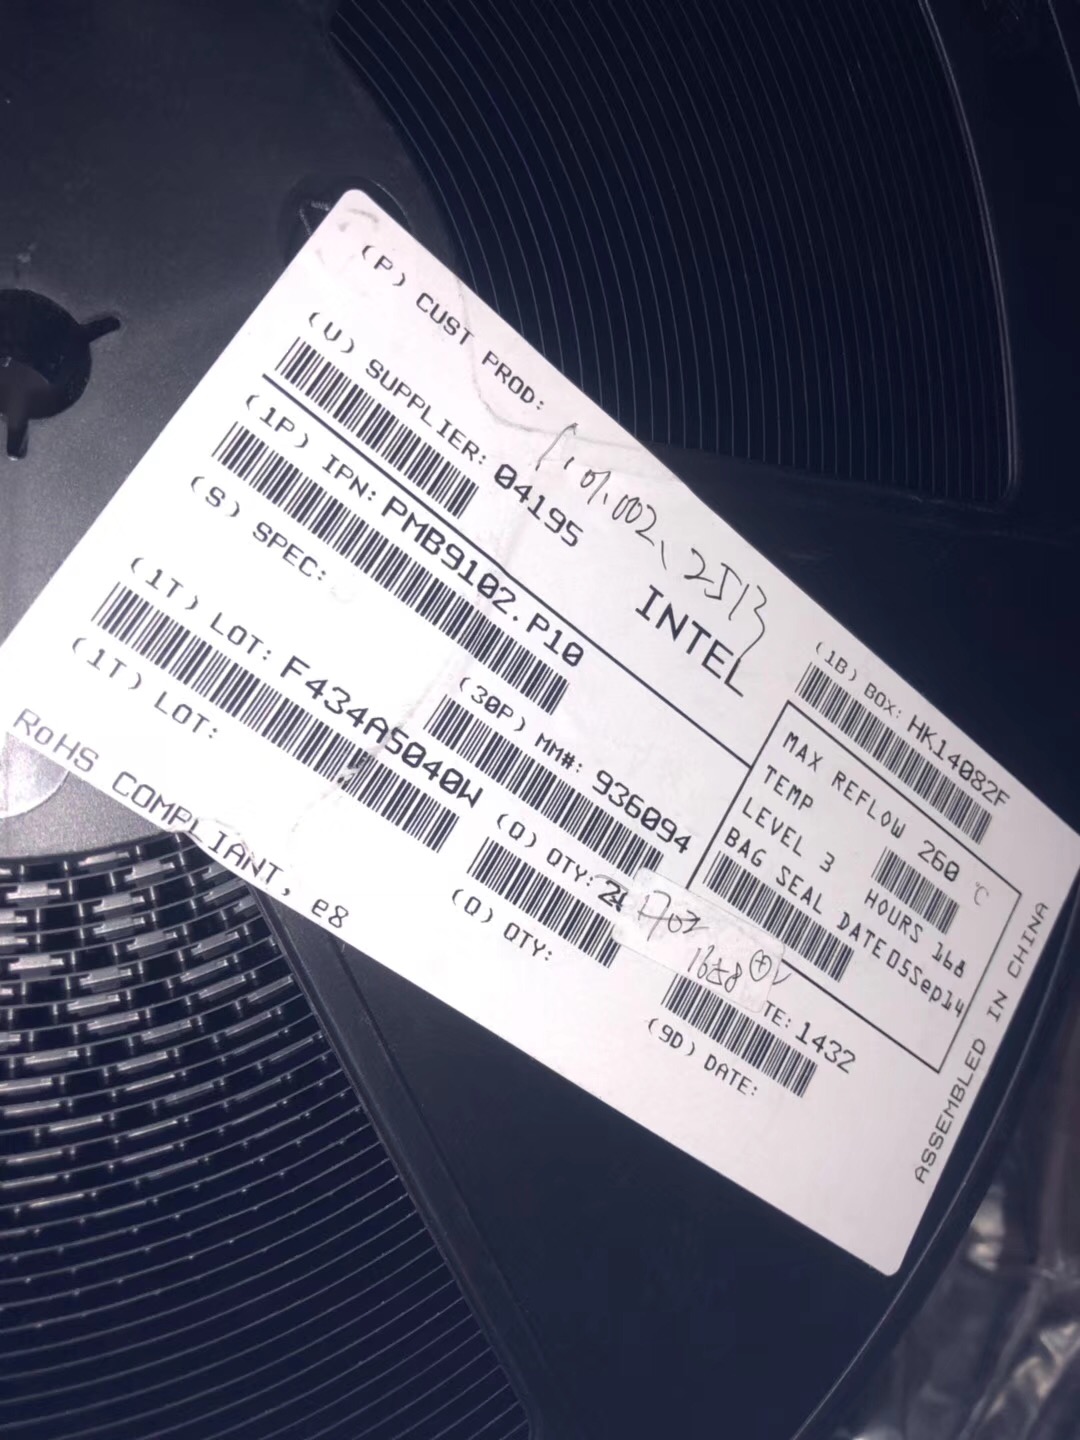 (P) CUST PROD:
(V) SUPPLIER: 04195
INTEL
(1P) IPN: PMB9102.P10
(S) SPEC:
(30P) MM#: 936094
(1T) LOT: F434A5040W
(Q) QTY:
(1T) LOT:
(Q) QTY:
RoHS COMPLIANT, e8
(1B) BOX: HK14082F
MAX REFLOW 260 °C
TEMP
LEVEL 3 HOURS 168
BAG SEAL DATE 05Sep14
TE: 1432
(9D) DATE:
ASSEMBLED IN CHINA